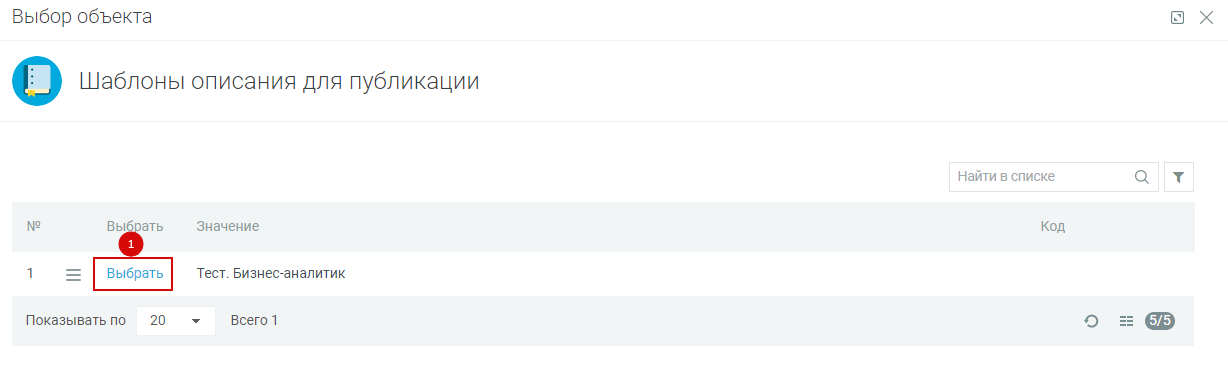 Выбор объекта
Шаблоны описания для публикации
Найти в списке
№ Выбрать Значение Код
1
1 Выбрать Тест. Бизнес-аналитик
Показывать по 20 Всего 1 5/5